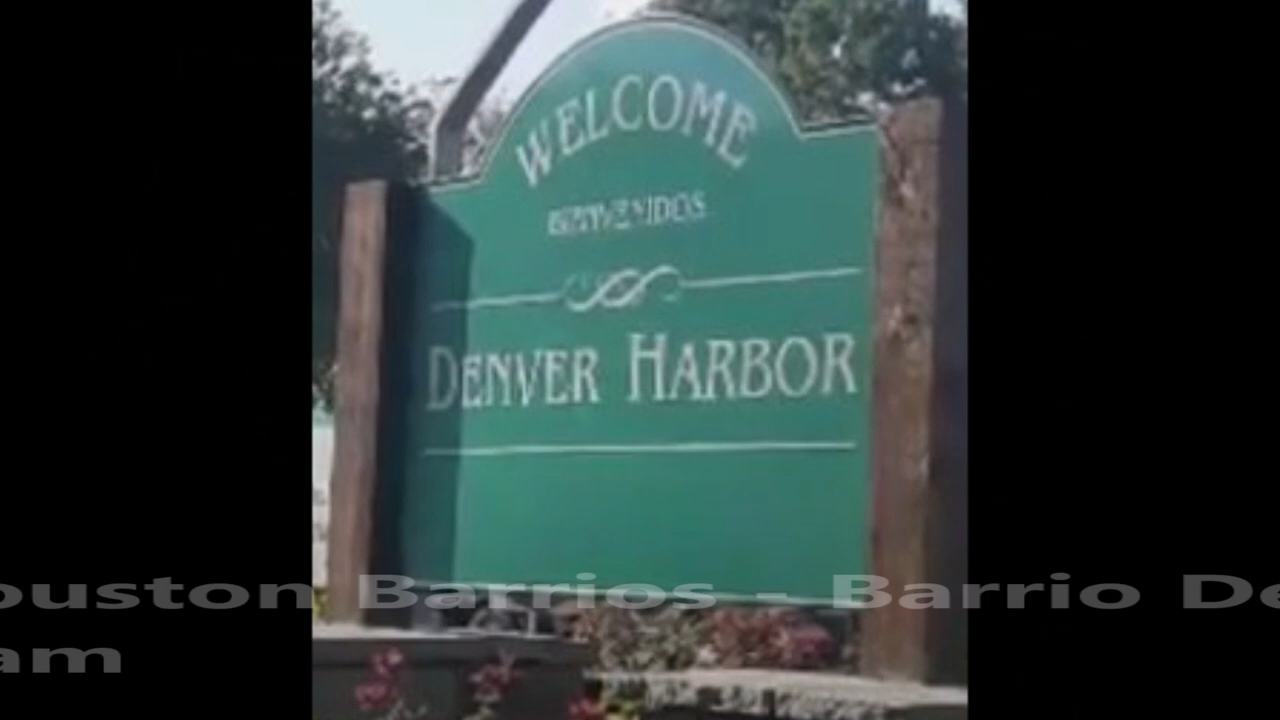 WELCOME
BIENVENIDOS
DENVER HARBOR
ouston Barrios - Barrio De
am